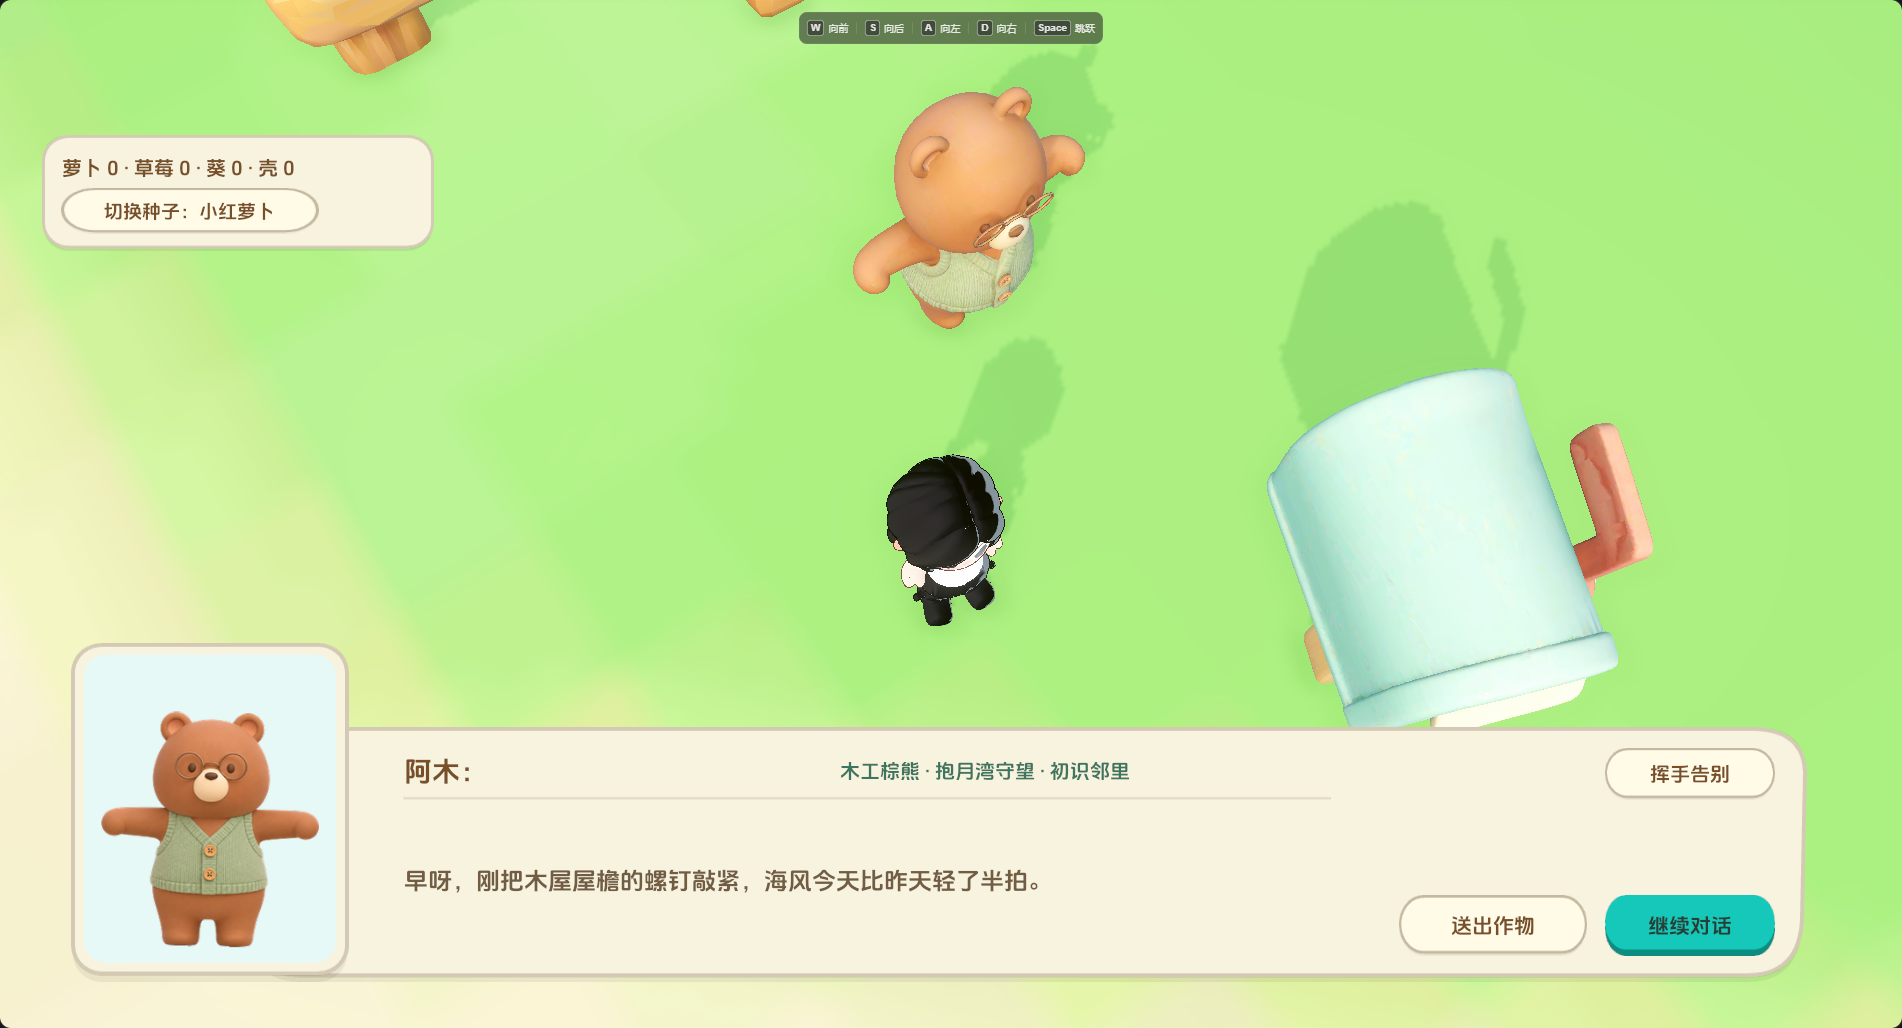 W 向前 S 向后 A 向左 D 向右 Space 跳跃
萝卜 0 · 草莓 0 · 葵 0 · 壳 0
切换种子：小红萝卜
阿木：
木工棕熊 · 抱月湾守望 · 初识邻里
挥手告别
早呀，刚把木屋屋檐的螺钉敲紧，海风今天比昨天轻了半拍。
送出作物
继续对话